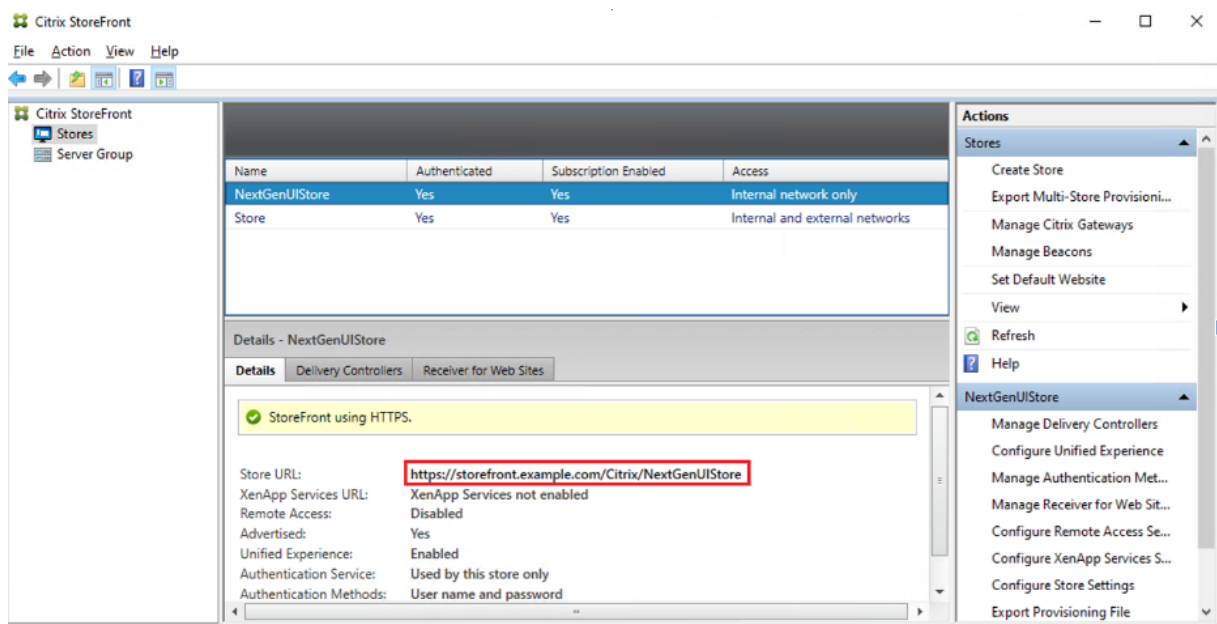 Citrix StoreFront
File Action View Help
Citrix StoreFront
Stores
Server Group
Name Authenticated Subscription Enabled Access
NextGenUIStore Yes Yes Internal network only
Store Yes Yes Internal and external networks
Details - NextGenUIStore
Details Delivery Controllers Receiver for Web Sites
StoreFront using HTTPS.
Store URL: https://storefront.example.com/Citrix/NextGenUIStore
XenApp Services URL: XenApp Services not enabled
Remote Access: Disabled
Advertised: Yes
Unified Experience: Enabled
Authentication Service: Used by this store only
Authentication Methods: User name and password
Actions
Stores
Create Store
Export Multi-Store Provisioni...
Manage Citrix Gateways
Manage Beacons
Set Default Website
View
Refresh
Help
NextGenUIStore
Manage Delivery Controllers
Configure Unified Experience
Manage Authentication Met...
Manage Receiver for Web Sit...
Configure Remote Access Se...
Configure XenApp Services S...
Configure Store Settings
Export Provisioning File